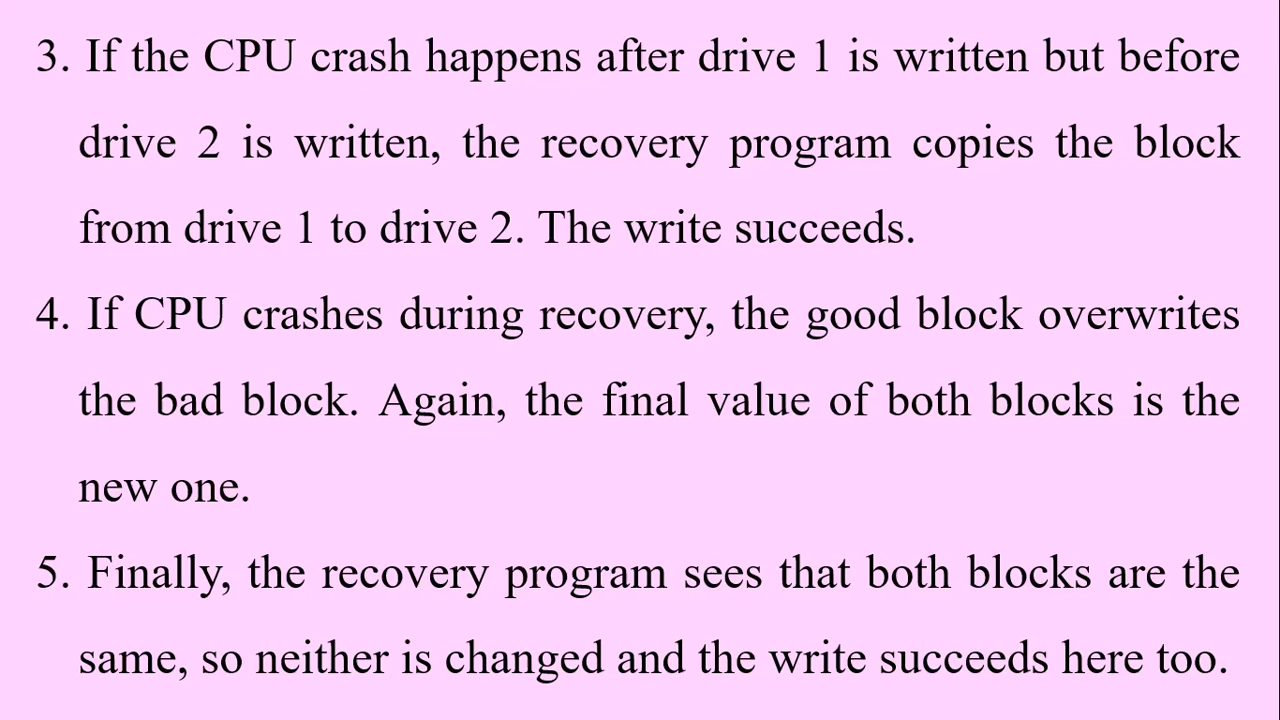 3. If the CPU crash happens after drive 1 is written but before
drive 2 is written, the recovery program copies the block
from drive 1 to drive 2. The write succeeds.
4. If CPU crashes during recovery, the good block overwrites
the bad block. Again, the final value of both blocks is the
new one.
5. Finally, the recovery program sees that both blocks are the
same, so neither is changed and the write succeeds here too.